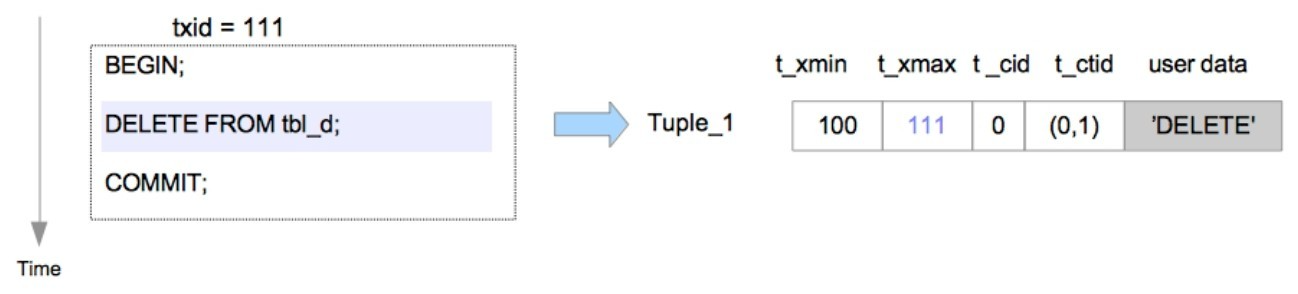 txid = 111
BEGIN;
DELETE FROM tbl_d;
COMMIT;
Time
t_xmin t_xmax t_cid t_ctid user data
Tuple_1 100 111 0 (0,1) 'DELETE'